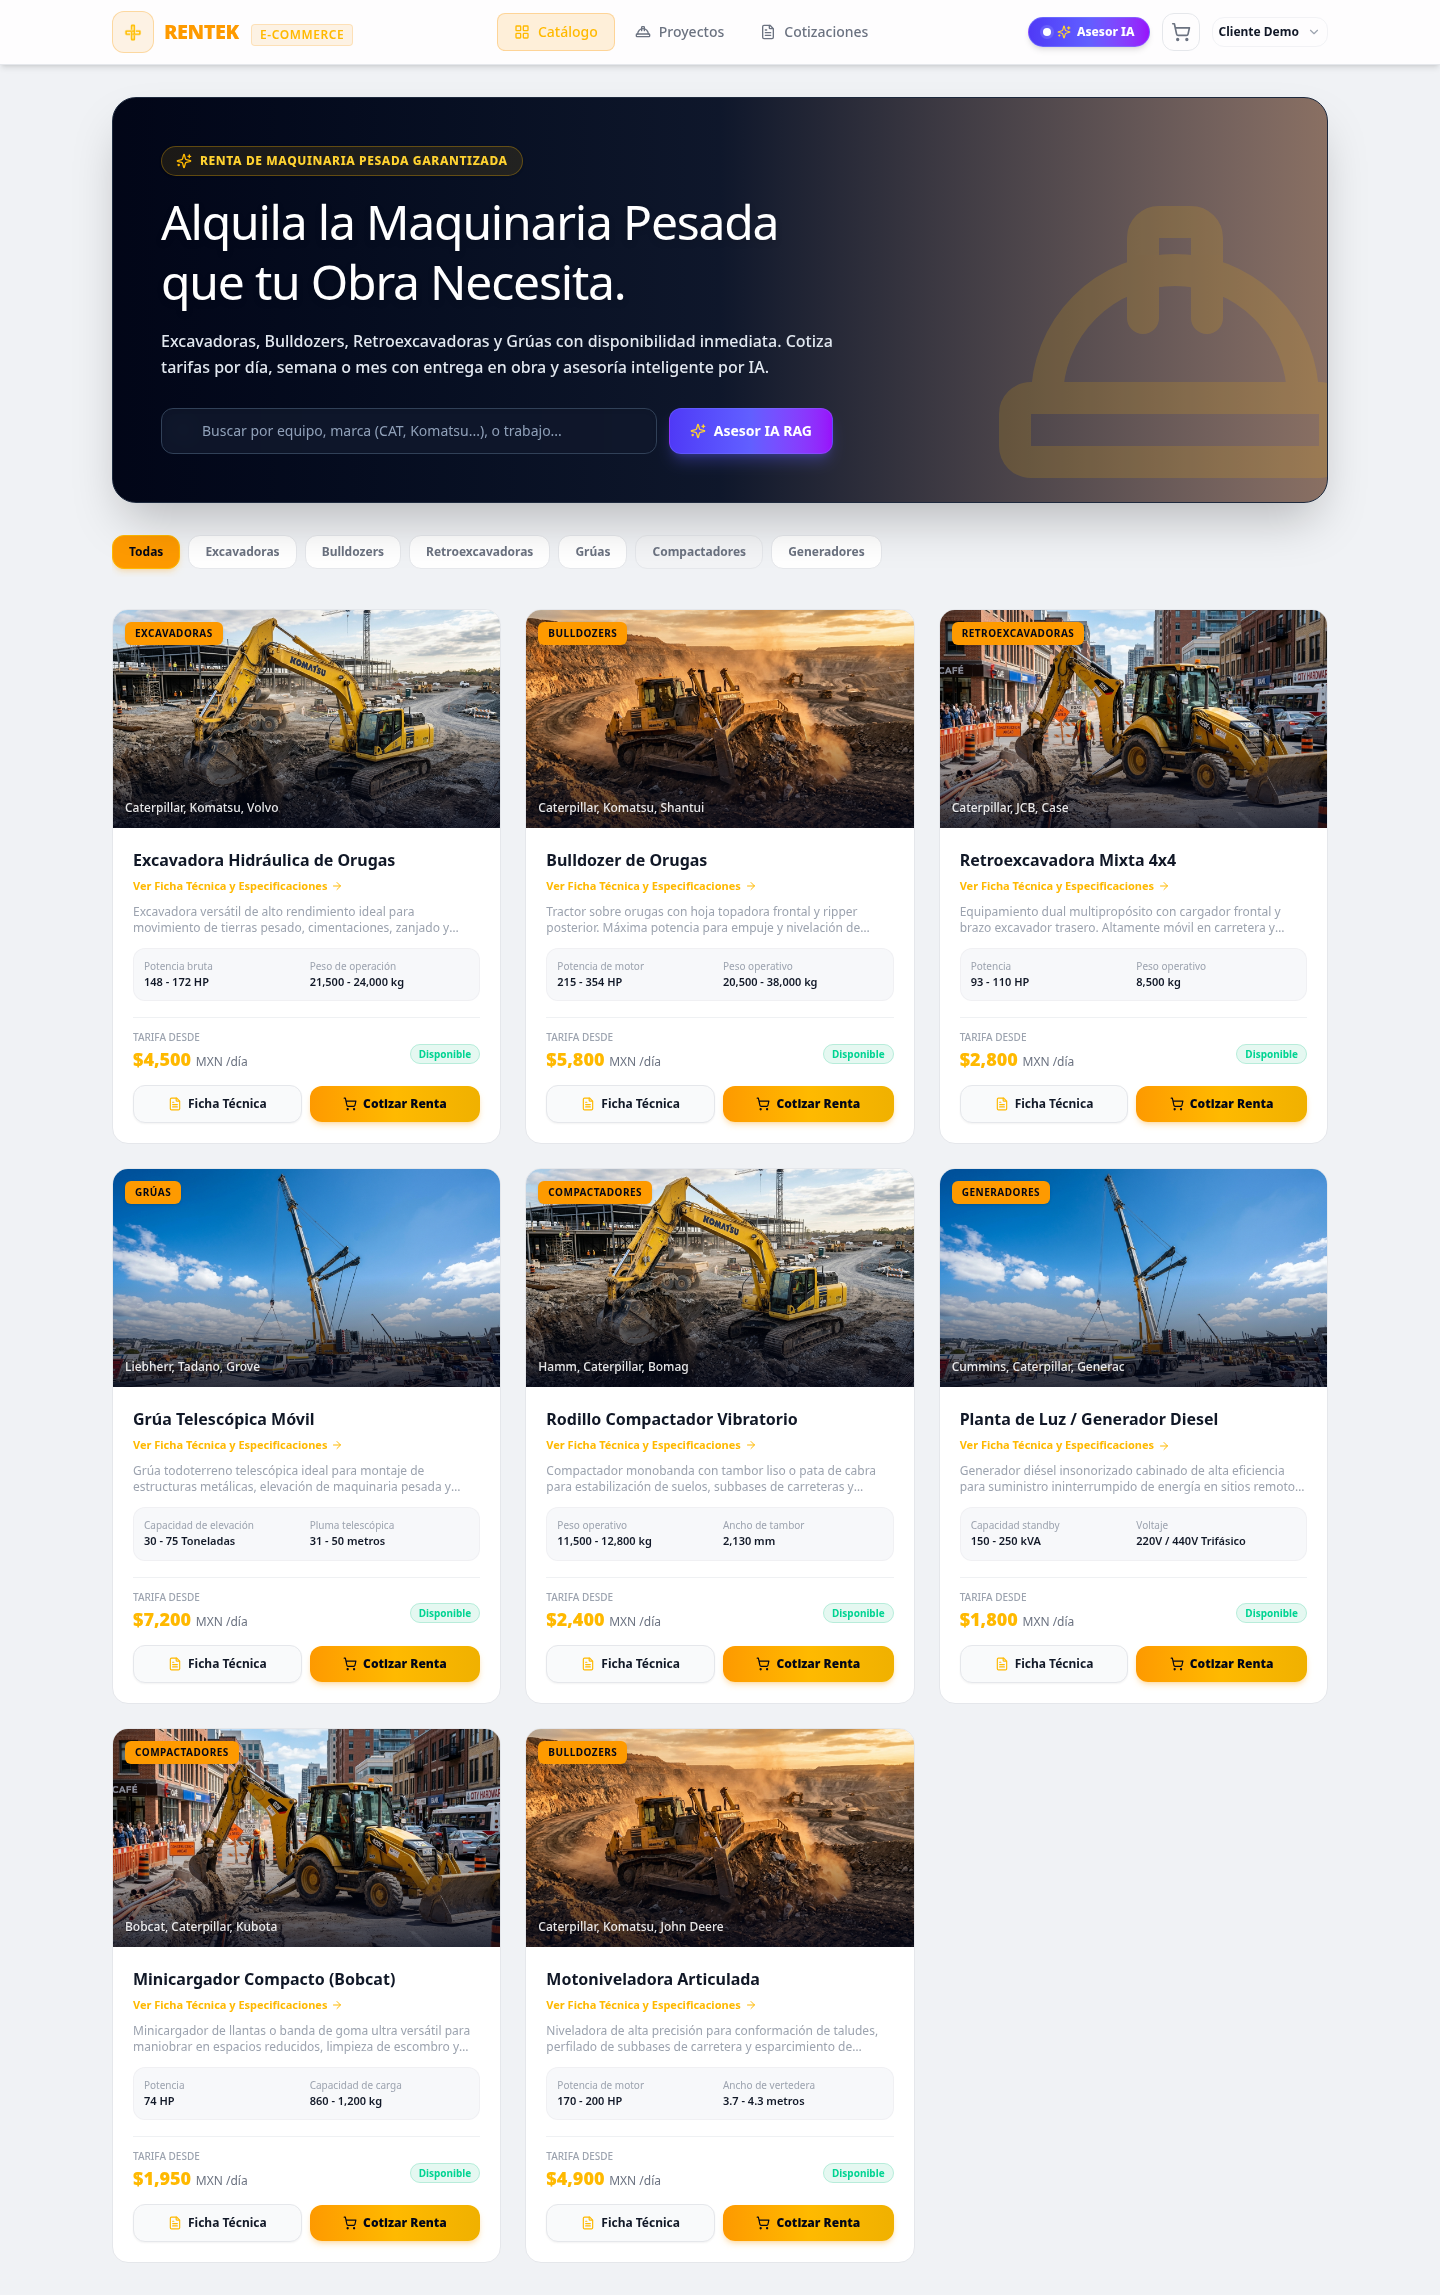 RENTEK
E-COMMERCE
Catálogo
Proyectos
Cotizaciones
Asesor IA
Cliente Demo
RENTA DE MAQUINARIA PESADA GARANTIZADA
Alquila la Maquinaria Pesada
que tu Obra Necesita.
Excavadoras, Bulldozers, Retroexcavadoras y Grúas con disponibilidad inmediata. Cotiza
tarifas por día, semana o mes con entrega en obra y asesoría inteligente por IA.
Buscar por equipo, marca (CAT, Komatsu...), o trabajo...
Asesor IA RAG
Todas
Excavadoras
Bulldozers
Retroexcavadoras
Grúas
Compactadores
Generadores
EXCAVADORAS
KOMATSU
Caterpillar, Komatsu, Volvo
Excavadora Hidráulica de Orugas
Ver Ficha Técnica y Especificaciones
Excavadora versátil de alto rendimiento ideal para
movimiento de tierras pesado, cimentaciones, zanjado y...
Potencia bruta
148 - 172 HP
Peso de operación
21,500 - 24,000 kg
TARIFA DESDE
$4,500 MXN /día
Disponible
Ficha Técnica
Cotizar Renta
BULLDOZERS
Caterpillar, Komatsu, Shantui
Bulldozer de Orugas
Ver Ficha Técnica y Especificaciones
Tractor sobre orugas con hoja topadora frontal y ripper
posterior. Máxima potencia para empuje y nivelación de...
Potencia de motor
215 - 354 HP
Peso operativo
20,500 - 38,000 kg
TARIFA DESDE
$5,800 MXN /día
Disponible
Ficha Técnica
Cotizar Renta
RETROEXCAVADORAS
CAFÉ
CITY HARDWARE
Caterpillar, JCB, Case
Retroexcavadora Mixta 4x4
Ver Ficha Técnica y Especificaciones
Equipamiento dual multipropósito con cargador frontal y
brazo excavador trasero. Altamente móvil en carretera y...
Potencia
93 - 110 HP
Peso operativo
8,500 kg
TARIFA DESDE
$2,800 MXN /día
Disponible
Ficha Técnica
Cotizar Renta
GRÚAS
Liebherr, Tadano, Grove
Grúa Telescópica Móvil
Ver Ficha Técnica y Especificaciones
Grúa todoterreno telescópica ideal para montaje de
estructuras metálicas, elevación de maquinaria pesada y...
Capacidad de elevación
30 - 75 Toneladas
Pluma telescópica
31 - 50 metros
TARIFA DESDE
$7,200 MXN /día
Disponible
Ficha Técnica
Cotizar Renta
COMPACTADORES
KOMATSU
Hamm, Caterpillar, Bomag
Rodillo Compactador Vibratorio
Ver Ficha Técnica y Especificaciones
Compactador monobanda con tambor liso o pata de cabra
para estabilización de suelos, subbases de carreteras y...
Peso operativo
11,500 - 12,800 kg
Ancho de tambor
2,130 mm
TARIFA DESDE
$2,400 MXN /día
Disponible
Ficha Técnica
Cotizar Renta
GENERADORES
Cummins, Caterpillar, Generac
Planta de Luz / Generador Diesel
Ver Ficha Técnica y Especificaciones
Generador diésel insonorizado cabinado de alta eficiencia
para suministro ininterrumpido de energía en sitios remoto...
Capacidad standby
150 - 250 kVA
Voltaje
220V / 440V Trifásico
TARIFA DESDE
$1,800 MXN /día
Disponible
Ficha Técnica
Cotizar Renta
COMPACTADORES
CAFÉ
CITY HARDWAR
Bobcat, Caterpillar, Kubota
Minicargador Compacto (Bobcat)
Ver Ficha Técnica y Especificaciones
Minicargador de llantas o banda de goma ultra versátil para
maniobrar en espacios reducidos, limpieza de escombro y...
Potencia
74 HP
Capacidad de carga
860 - 1,200 kg
TARIFA DESDE
$1,950 MXN /día
Disponible
Ficha Técnica
Cotizar Renta
BULLDOZERS
Caterpillar, Komatsu, John Deere
Motoniveladora Articulada
Ver Ficha Técnica y Especificaciones
Niveladora de alta precisión para conformación de taludes,
perfilado de subbases de carretera y esparcimiento de...
Potencia de motor
170 - 200 HP
Ancho de vertedera
3.7 - 4.3 metros
TARIFA DESDE
$4,900 MXN /día
Disponible
Ficha Técnica
Cotizar Renta